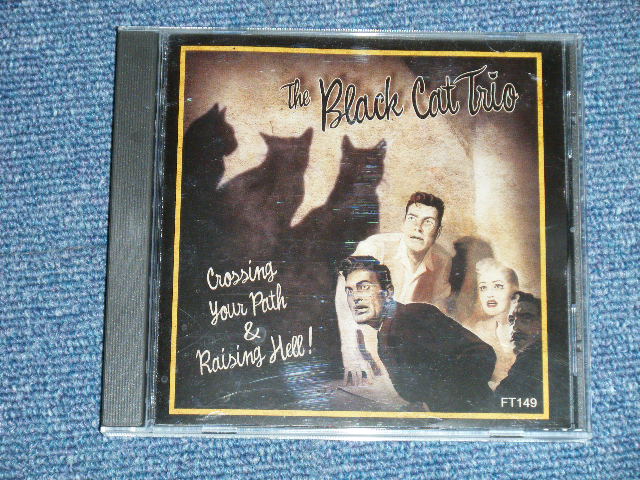 The Black Cat Trio
Crossing
Your Path
&
Raising Hell!
FT149